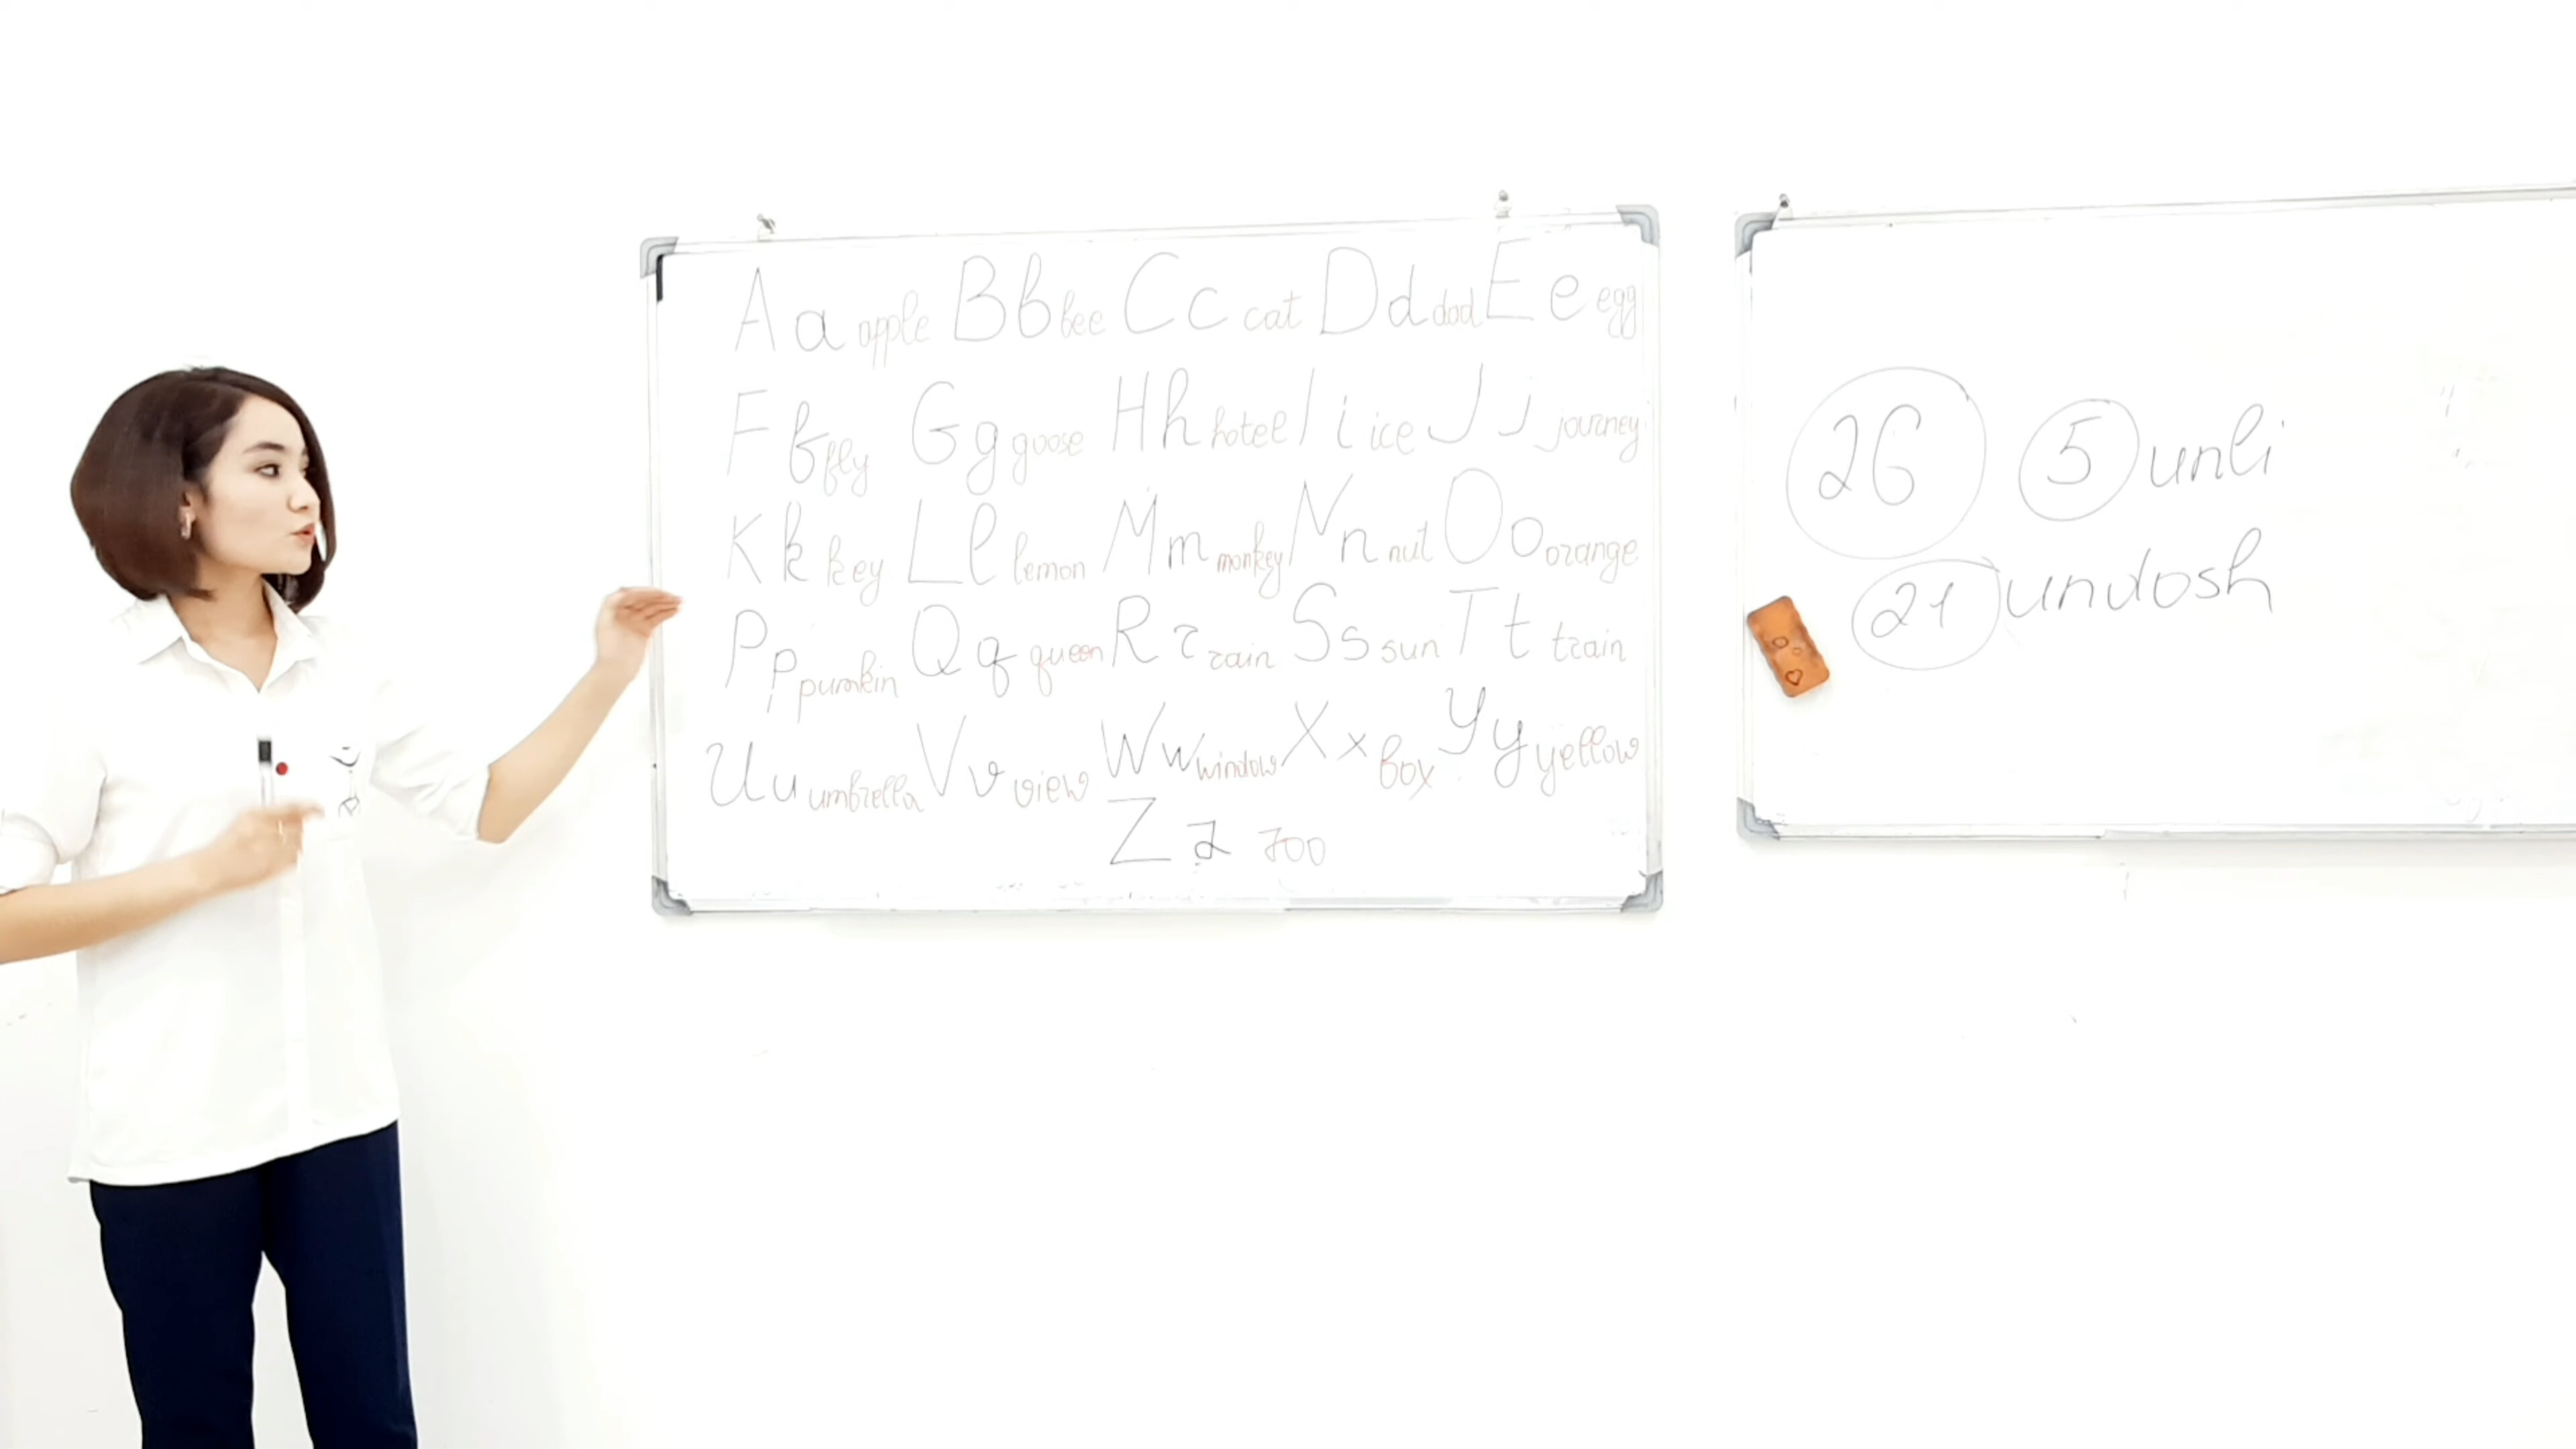 A a apple B b bee C c cat D d dad E e egg
F f fly G g goose H h hotel I i ice J j journey
K k key L l lemon M m monkey N n nut O o orange
P p pumkin Q q queen R r rain S s sun T t train
U u umbrella V v view W w window X x box Y y yellow
Z z zoo
26 5 unli
21 undosh